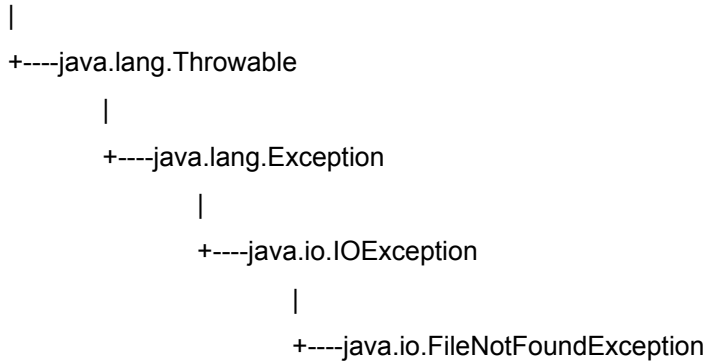 |
+----java.lang.Throwable
|
+----java.lang.Exception
|
+----java.io.IOException
|
+----java.io.FileNotFoundException